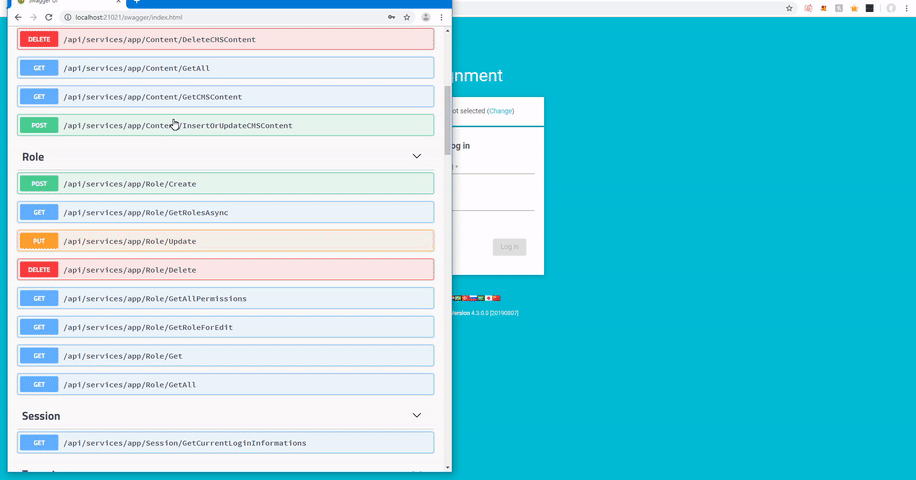 Swagger UI
localhost:21021/swagger/index.html
DELETE /api/services/app/Content/DeleteCMSContent
GET /api/services/app/Content/GetAll
GET /api/services/app/Content/GetCMSContent
POST /api/services/app/Content/InsertOrUpdateCMSContent
Role
POST /api/services/app/Role/Create
GET /api/services/app/Role/GetRolesAsync
PUT /api/services/app/Role/Update
DELETE /api/services/app/Role/Delete
GET /api/services/app/Role/GetAllPermissions
GET /api/services/app/Role/GetRoleForEdit
GET /api/services/app/Role/Get
GET /api/services/app/Role/GetAll
Session
GET /api/services/app/Session/GetCurrentLoginInformations
gnment
ot selected (Change)
og in
Log in
Version 4.3.0.0 [20190807]